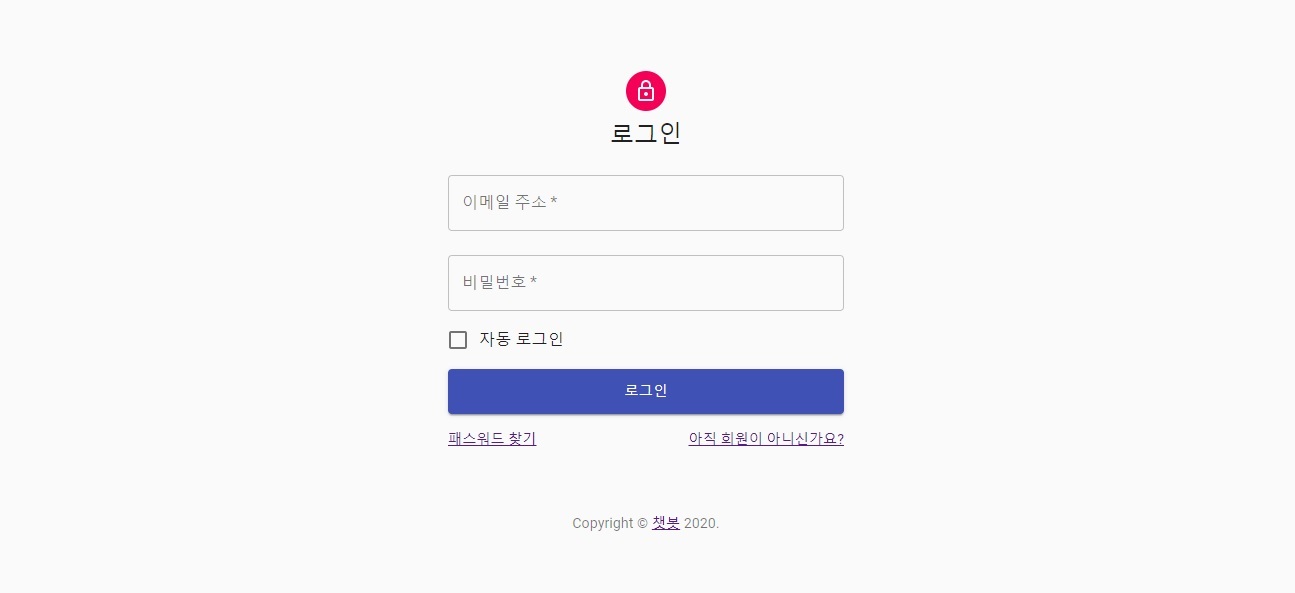 로그인
이메일 주소 *
비밀번호 *
자동 로그인
로그인
패스워드 찾기 아직 회원이 아니신가요?
Copyright © 챗봇 2020.